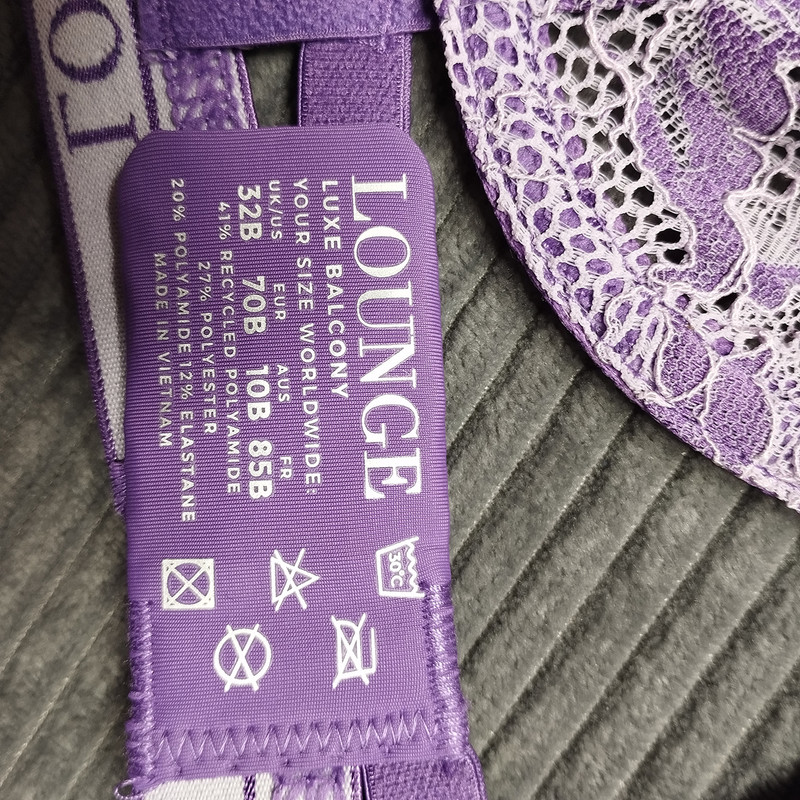 LOUNGE
LUXE BALCONY
YOUR SIZE WORLDWIDE:
UK/US EUR AUS FR
32B 70B 10B 85B
41% RECYCLED POLYAMIDE
27% POLYESTER
20% POLYAMIDE 12% ELASTANE
MADE IN VIETNAM
30°C
LO